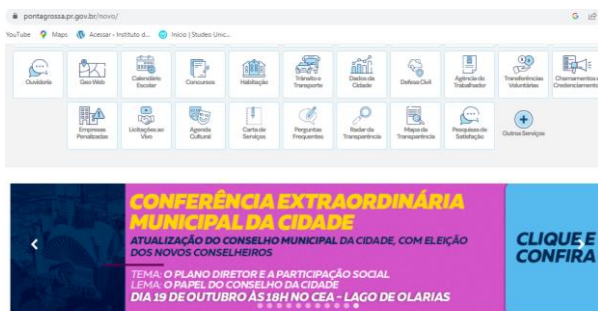 pontagrossa.pr.gov.br/novo/
YouTube Maps Acessar - Instituto d... Início | Studeo Unic...
Ouvidoria Geo Web Calendário Escolar Concursos Habitação Trânsito e Transporte Dados da Cidade Defesa Civil Agência do Trabalhador Transferências Voluntárias Chamamentos e Credenciamento
Empresas Penalizadas Licitações ao Vivo Agenda Cultural Carta de Serviços Perguntas Frequentes Radar da Transparência Mapa da Transparência Pesquisas de Satisfação Outros Serviços
CONFERÊNCIA EXTRAORDINÁRIA
MUNICIPAL DA CIDADE
ATUALIZAÇÃO DO CONSELHO MUNICIPAL DA CIDADE, COM ELEIÇÃO
DOS NOVOS CONSELHEIROS
TEMA: O PLANO DIRETOR E A PARTICIPAÇÃO SOCIAL
LEMA: O PAPEL DO CONSELHO DA CIDADE
DIA 19 DE OUTUBRO ÀS 18H NO CEA - LAGO DE OLARIAS
CLIQUE E
CONFIRA